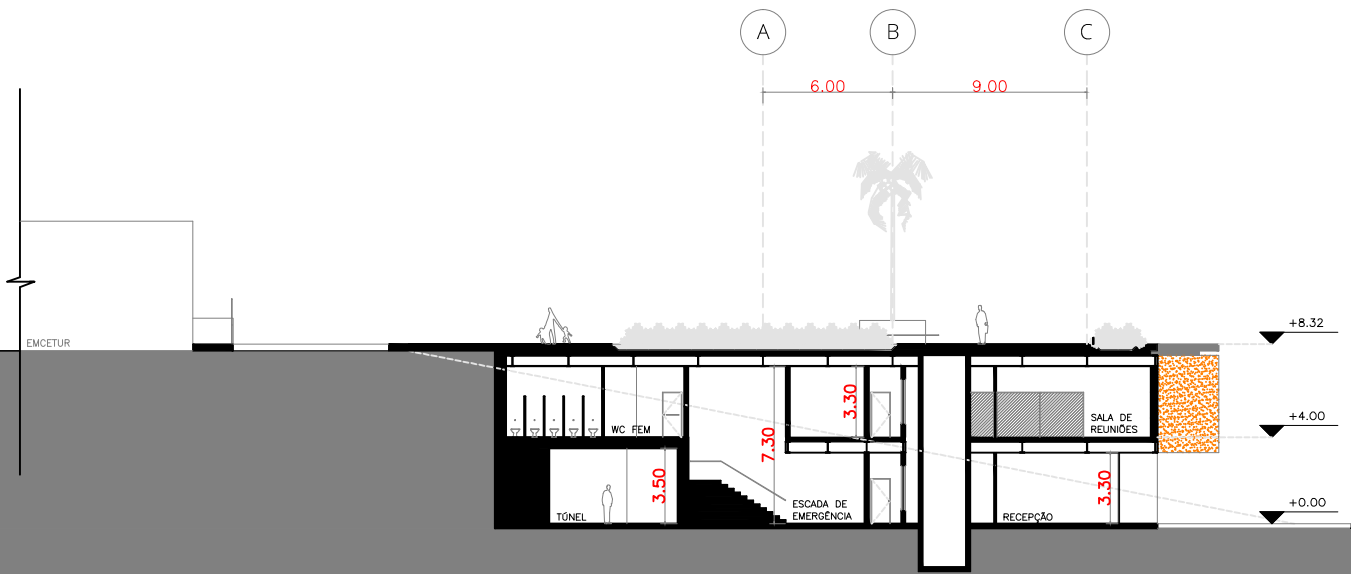 A
B
C
6.00
9.00
+8.32
EMCETUR
3.30
+4.00
SALA DE
REUNIÕES
WC FEM
7.30
3.50
3.30
ESCADA DE
EMERGÊNCIA
+0.00
TÚNEL
RECEPÇÃO